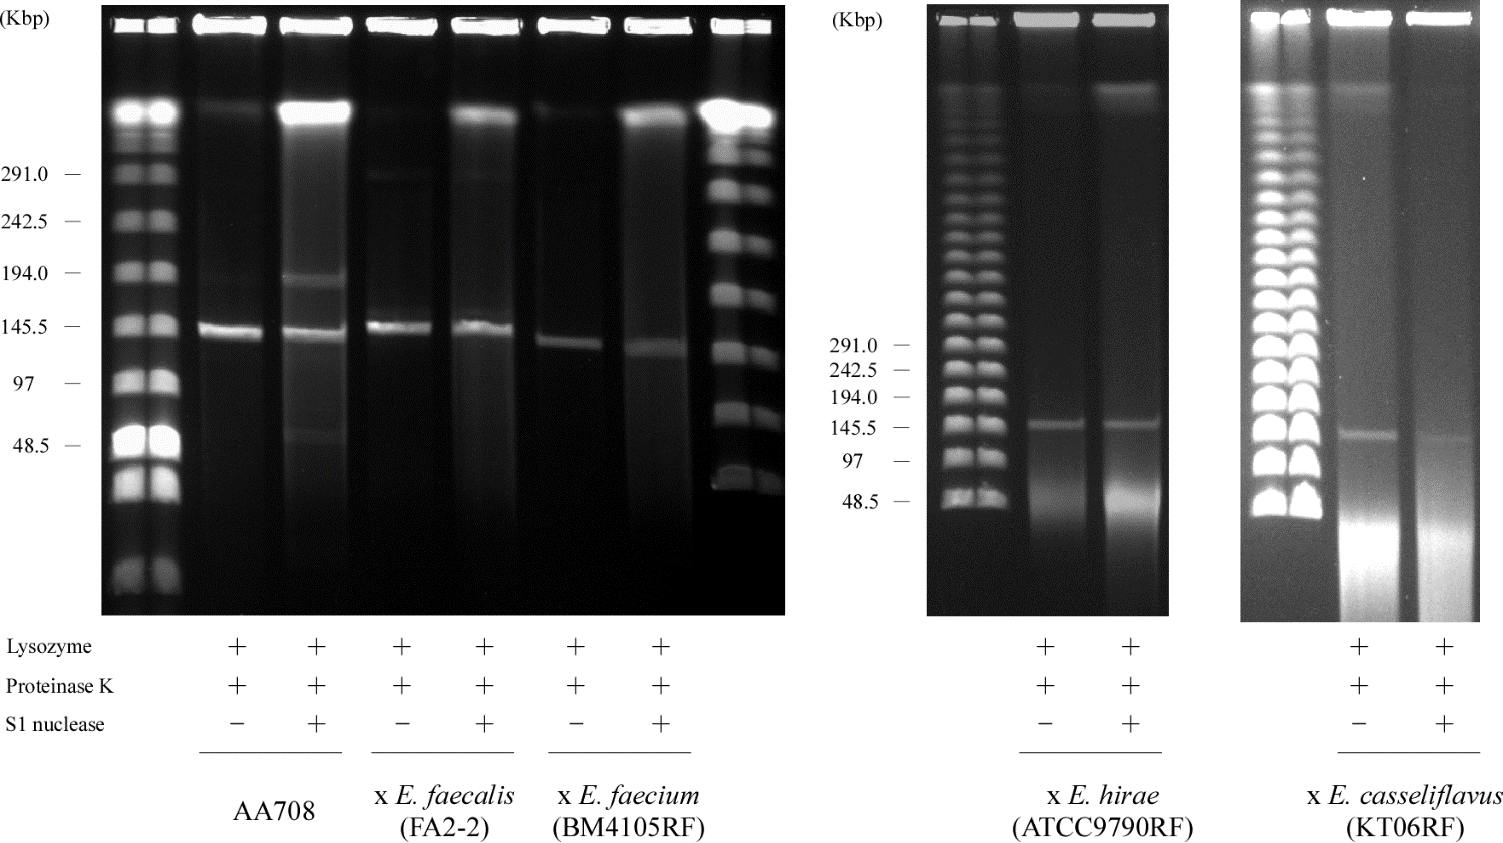 (Kbp)
291.0 —
242.5 —
194.0 —
145.5 —
97 —
48.5 —
(Kbp)
291.0 —
242.5 —
194.0 —
145.5 —
97 —
48.5 —
Lysozyme + + + + + + + + + +
Proteinase K + + + + + + + + + +
S1 nuclease − + − + − + − + − +
AA708
x E. faecalis
(FA2-2)
x E. faecium
(BM4105RF)
x E. hirae
(ATCC9790RF)
x E. casseliflavus
(KT06RF)